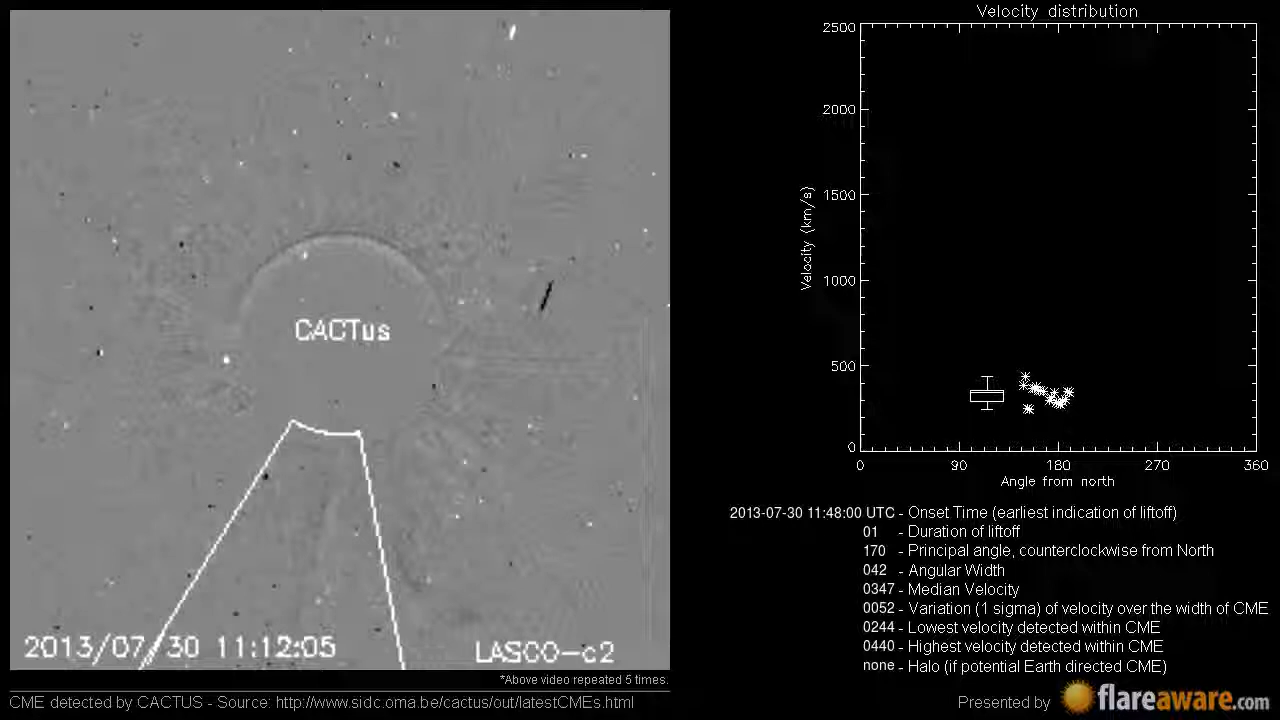 CACTus
2013/07/30 11:12:05
LASCO-c2
*Above video repeated 5 times.
CME detected by CACTUS - Source: http://www.sidc.oma.be/cactus/out/latestCMEs.html
Velocity distribution
2500
2000
1500
1000
500
0
Velocity (km/s)
0 90 180 270 360
Angle from north
2013-07-30 11:48:00 UTC - Onset Time (earliest indication of liftoff)
01 - Duration of liftoff
170 - Principal angle, counterclockwise from North
042 - Angular Width
0347 - Median Velocity
0052 - Variation (1 sigma) of velocity over the width of CME
0244 - Lowest velocity detected within CME
0440 - Highest velocity detected within CME
none - Halo (if potential Earth directed CME)
Presented by flareaware.com